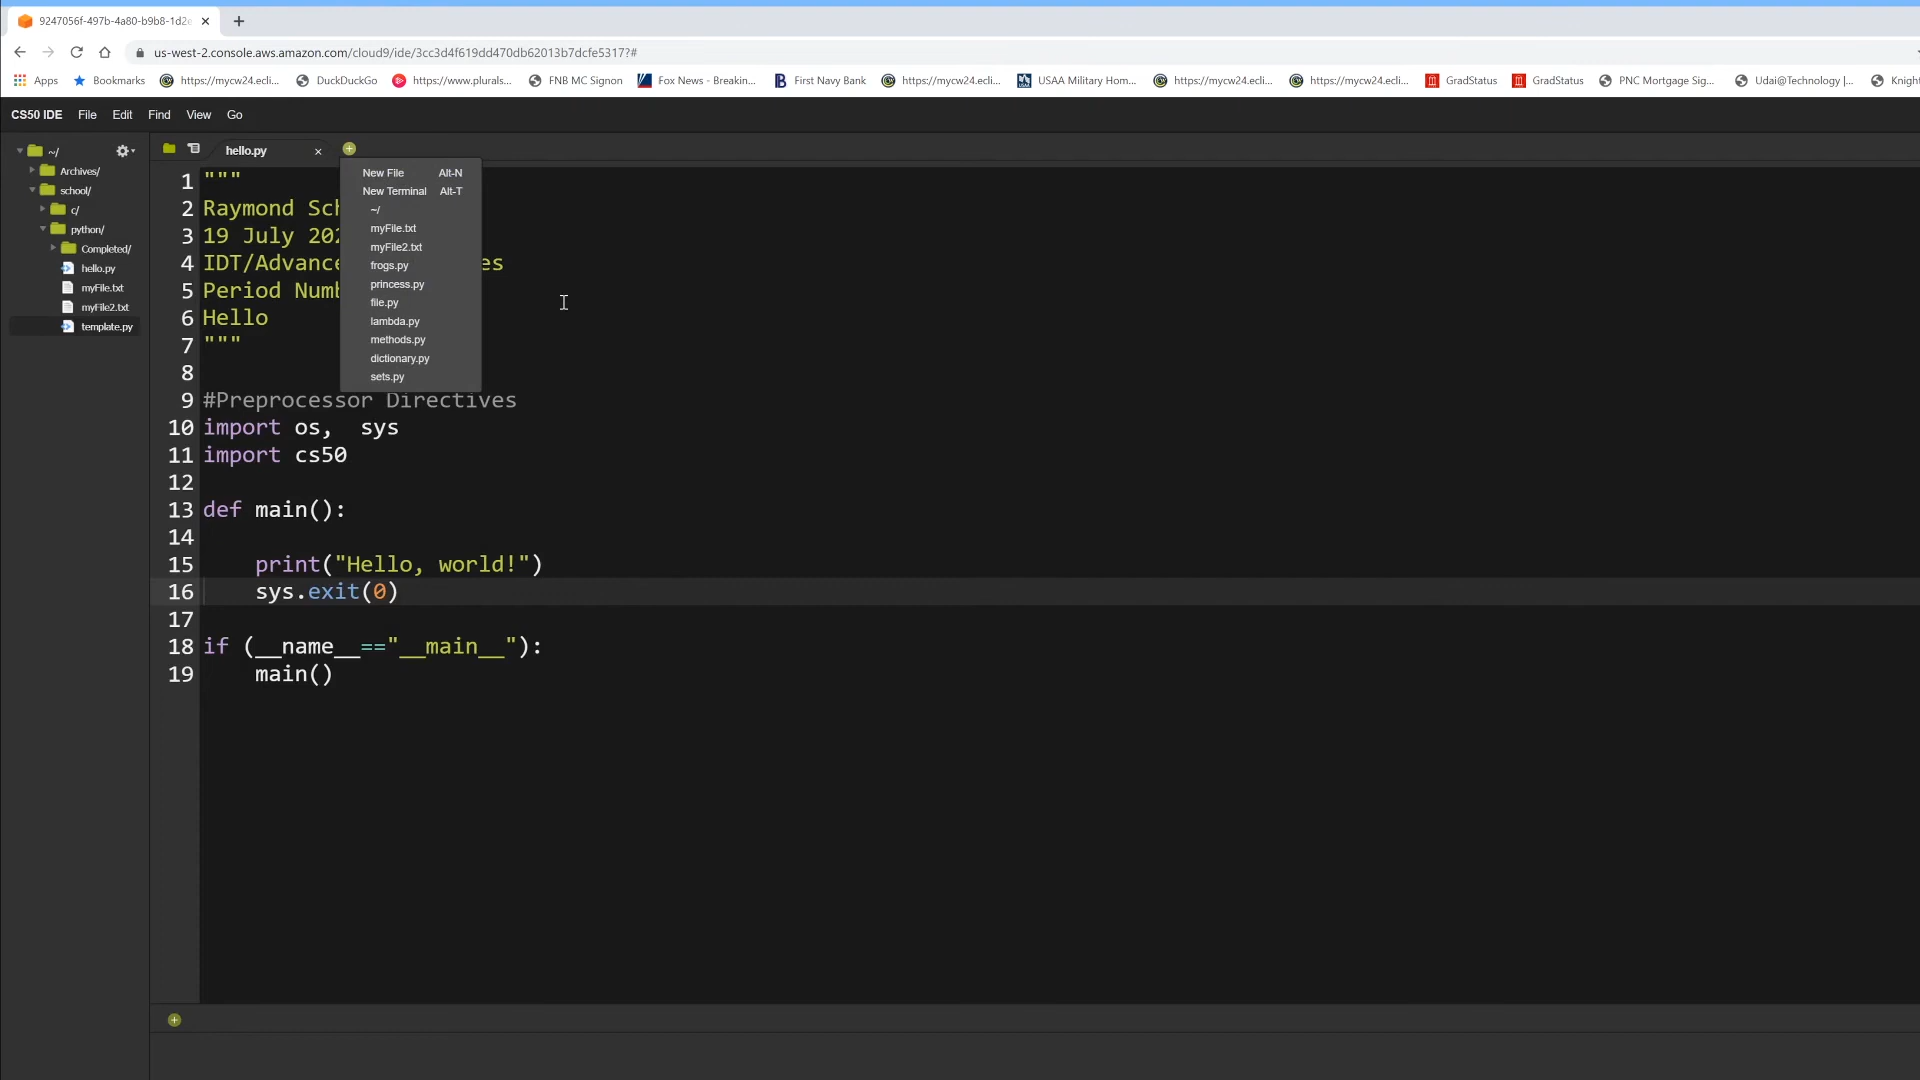 9247056f-497b-4a80-b9b8-1d2e
us-west-2.console.aws.amazon.com/cloud9/ide/3cc3d4f619dd470db62013b7dcfe5317?#
Apps Bookmarks https://mycw24.ecli... DuckDuckGo https://www.plurals... FNB MC Signon Fox News - Breakin... First Navy Bank https://mycw24.ecli... USAA Military Hom... https://mycw24.ecli... https://mycw24.ecli... GradStatus GradStatus PNC Mortgage Sig... Udai@Technology |... Knight
CS50 IDE File Edit Find View Go
~/
Archives/
school/
c/
python/
Completed/
hello.py
myFile.txt
myFile2.txt
template.py
hello.py
New File Alt-N
New Terminal Alt-T
~/
myFile.txt
myFile2.txt
frogs.py
princess.py
file.py
lambda.py
methods.py
dictionary.py
sets.py
1 """
2 Raymond Sc
3 19 July 202
4 IDT/Advance es
5 Period Numb
6 Hello
7 """
8
9 #Preprocessor Directives
10 import os,  sys
11 import cs50
12
13 def main():
14
15     print("Hello, world!")
16     sys.exit(0)
17
18 if (__name__=="__main__"):
19     main()